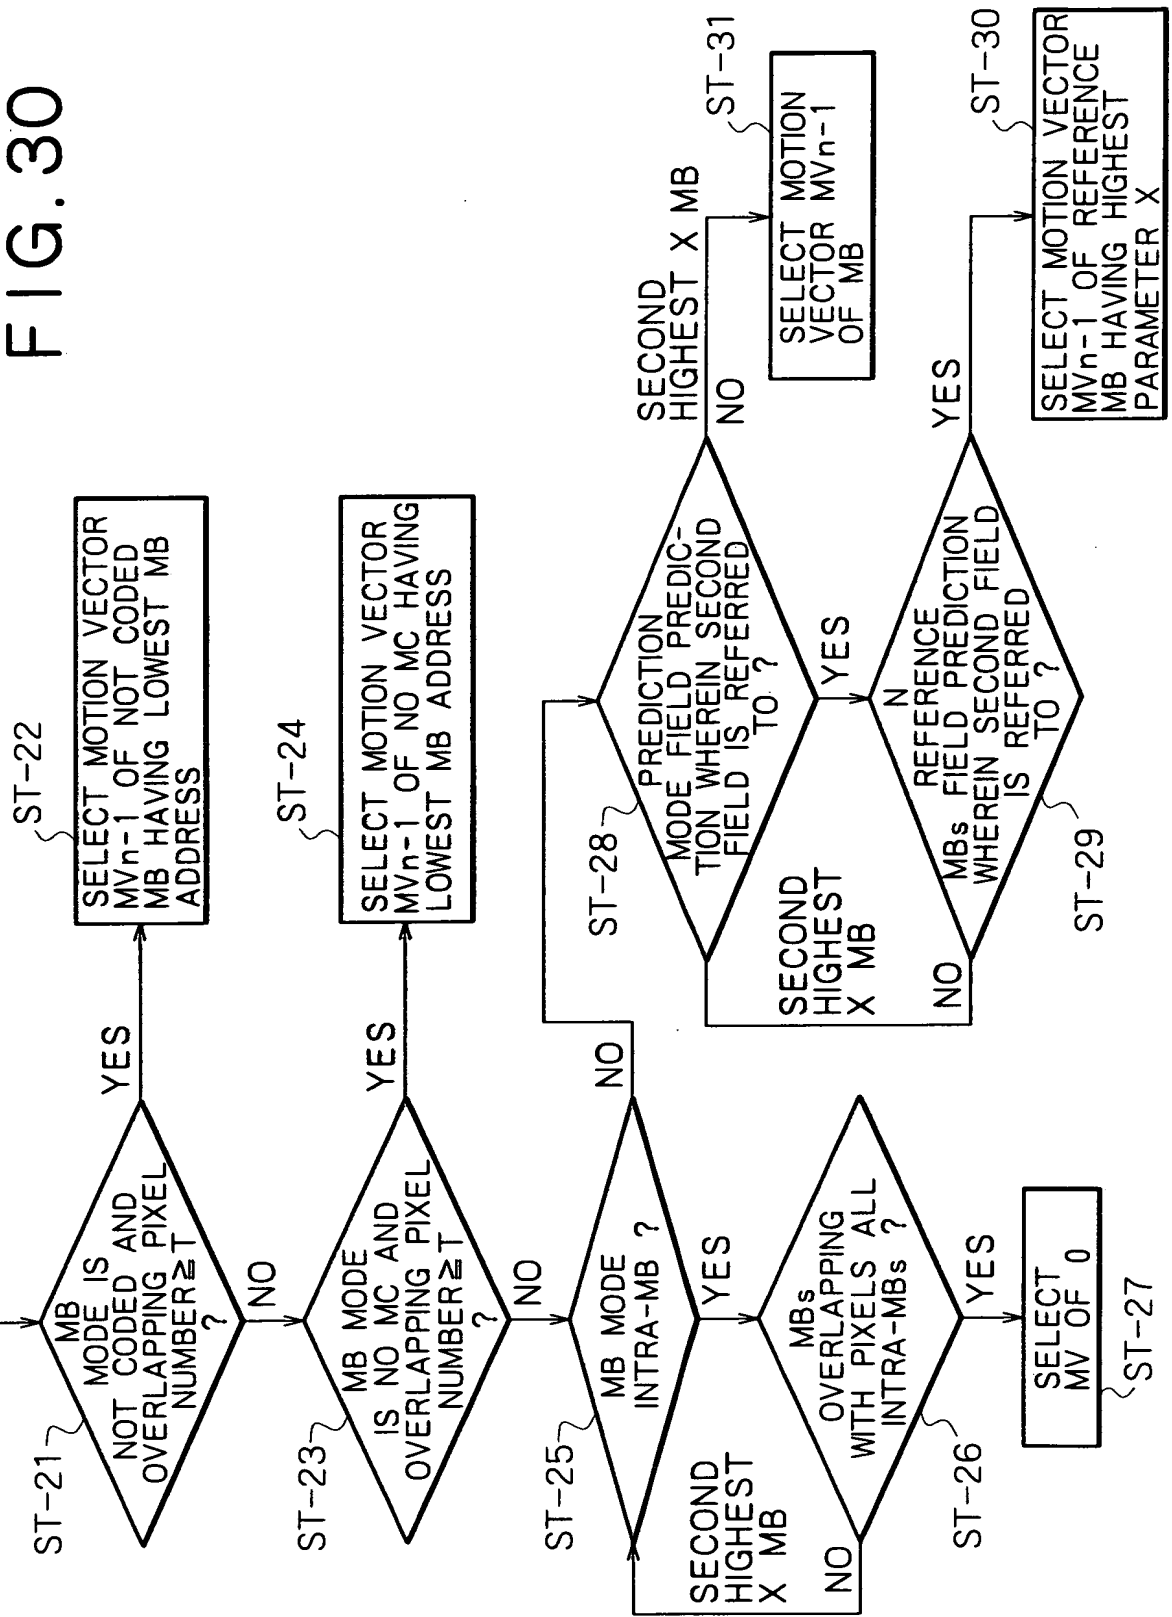 FIG. 30
ST-21
MB
MODE IS
NOT CODED AND
OVERLAPPING PIXEL
NUMBER≧T
?
YES
ST-22
SELECT MOTION VECTOR
MVn-1 OF NOT CODED
MB HAVING LOWEST MB
ADDRESS
NO
ST-23
MB MODE
IS NO MC AND
OVERLAPPING PIXEL
NUMBER≧T
?
YES
ST-24
SELECT MOTION VECTOR
MVn-1 OF NO MC HAVING
LOWEST MB ADDRESS
NO
ST-25
MB MODE
INTRA-MB ?
NO
YES
SECOND
HIGHEST
X MB
MBs
OVERLAPPING
WITH PIXELS ALL
INTRA-MBs ?
ST-26
NO
YES
SELECT
MV OF 0
ST-27
ST-28
PREDICTION
MODE FIELD PREDIC-
TION WHEREIN SECOND
FIELD IS REFERRED
TO ?
SECOND
HIGHEST X MB
NO
ST-31
SELECT MOTION
VECTOR MVn-1
OF MB
YES
SECOND
HIGHEST
X MB
N
REFERENCE
MBs FIELD PREDICTION
WHEREIN SECOND FIELD
IS REFERRED
TO ?
ST-29
NO
YES
ST-30
SELECT MOTION VECTOR
MVn-1 OF REFERENCE
MB HAVING HIGHEST
PARAMETER X